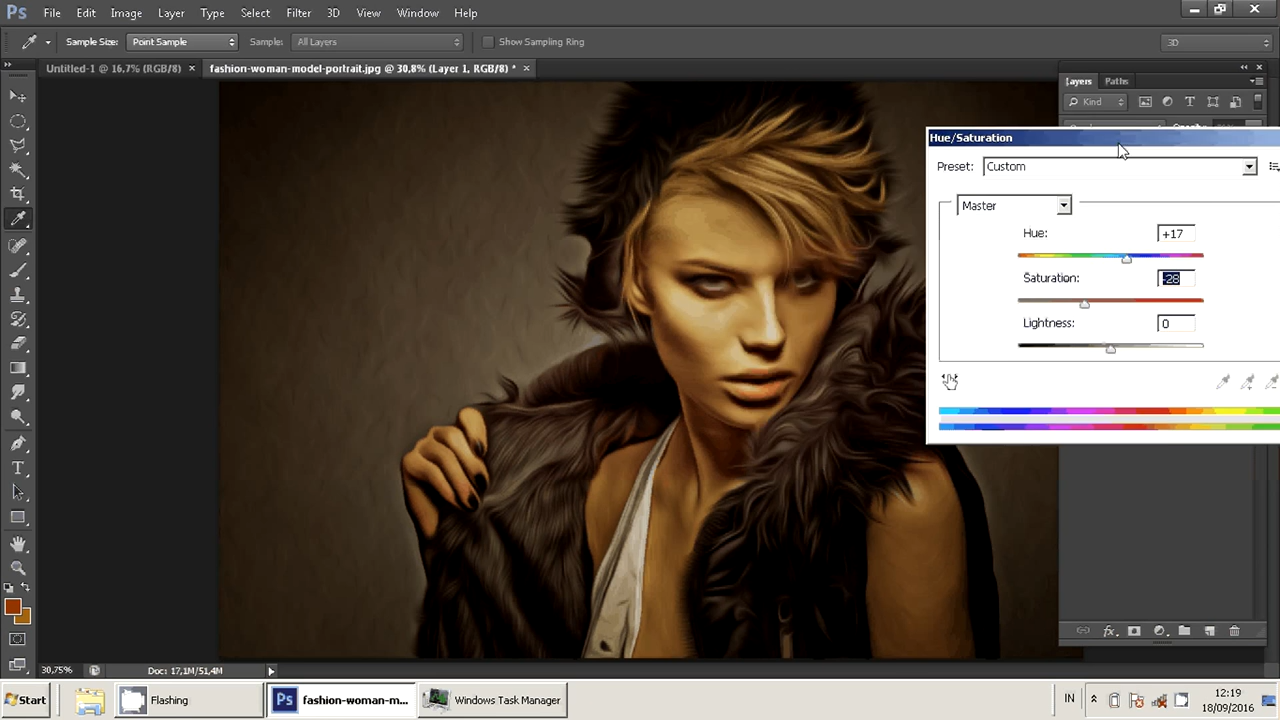 Ps File Edit Image Layer Type Select Filter 3D View Window Help
Sample Size: Point Sample Sample: All Layers Show Sampling Ring 3D
Untitled-1 @ 16,7% (RGB/8) × fashion-woman-model-portrait.jpg @ 30,8% (Layer 1, RGB/8) * ×
Layers Paths
Kind
Opacity:
Hue/Saturation
Preset: Custom
Master
Hue: +17
Saturation: -28
Lightness: 0
T
30,75% Doc: 17,1M/51,4M
fx
Start Flashing Ps fashion-woman-m... Windows Task Manager IN 12:19
18/09/2016